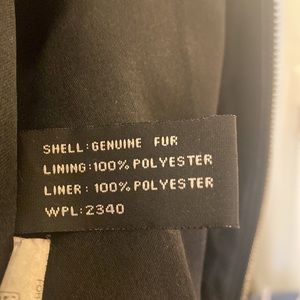 SHELL:GENUINE FUR
LINING:100% POLYESTER
LINER:100% POLYESTER
WPL:2340